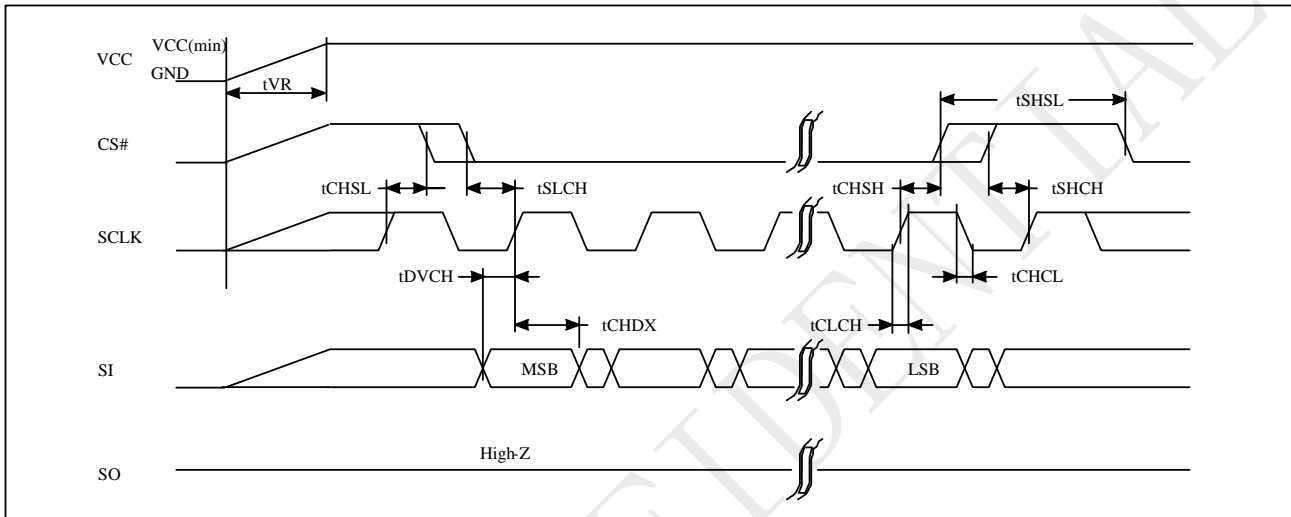 VCC
VCC(min)
GND
tVR
tSHSL
CS#
tCHSL
tSLCH
tCHSH
tSHCH
SCLK
tDVCH
tCHCL
tCHDX
tCLCH
SI
MSB
LSB
High-Z
SO